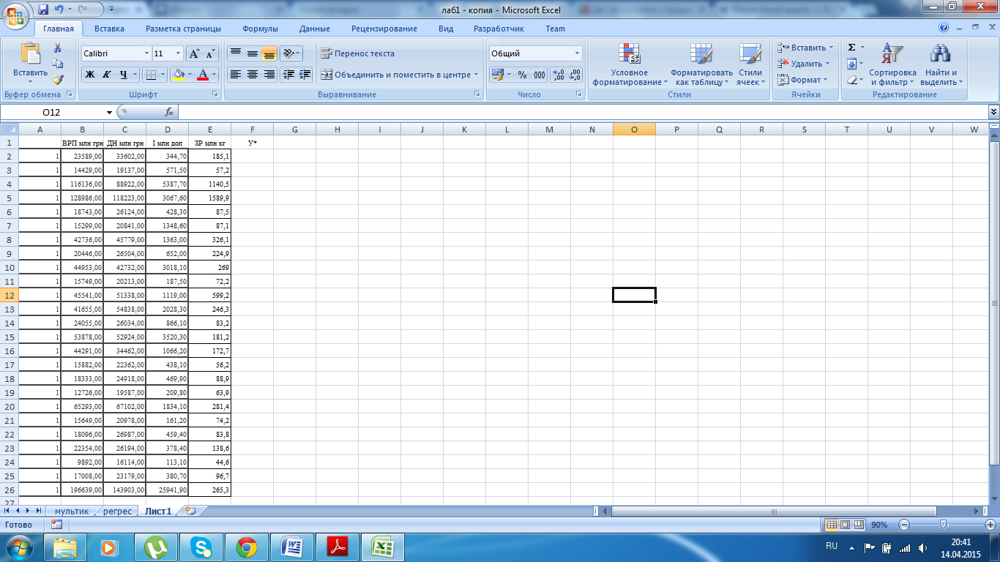 лаб1 - копия - Microsoft Excel
Главная Вставка Разметка страницы Формулы Данные Рецензирование Вид Разработчик Team
Вставить
Буфер обмена
Calibri 11
Ж К Ч
Шрифт
Перенос текста
Объединить и поместить в центре
Выравнивание
Общий
% 000
Число
Условное форматирование
Форматировать как таблицу
Стили ячеек
Стили
Вставить
Удалить
Формат
Ячейки
Σ
Сортировка и фильтр
Найти и выделить
Редактирование
O12 fx
A B C D E F G H I J K L M N O P Q R S T U V W
1 ВРП млн грн ДН млн грн I млн дол ЗР млн кг У*
2 1 23589,00 33602,00 344,70 185,1
3 1 14429,00 19137,00 571,50 57,2
4 1 116136,00 88922,00 5387,70 1140,5
5 1 128986,00 118223,00 3067,60 1589,9
6 1 18743,00 26124,00 428,30 87,5
7 1 15299,00 20841,00 1348,60 87,1
8 1 42736,00 45779,00 1363,00 326,1
9 1 20446,00 26504,00 652,00 224,9
10 1 44953,00 42732,00 3018,10 269
11 1 15749,00 20213,00 187,50 72,2
12 1 45541,00 51338,00 1119,00 599,2
13 1 41655,00 54838,00 2028,30 246,3
14 1 24055,00 26034,00 866,10 83,2
15 1 53878,00 52924,00 3520,30 181,2
16 1 44291,00 34462,00 1066,20 172,7
17 1 15882,00 22362,00 438,10 56,2
18 1 18333,00 24918,00 469,90 88,9
19 1 12726,00 19587,00 209,80 63,9
20 1 65293,00 67102,00 1834,10 281,4
21 1 15649,00 20978,00 161,20 74,2
22 1 18096,00 26987,00 459,40 83,8
23 1 22354,00 26194,00 378,40 138,6
24 1 9892,00 16114,00 113,10 44,6
25 1 17008,00 23179,00 380,70 96,7
26 1 196639,00 143903,00 25941,90 265,3
27
мультик регрес Лист1
Готово 90%
RU 20:41
14.04.2015